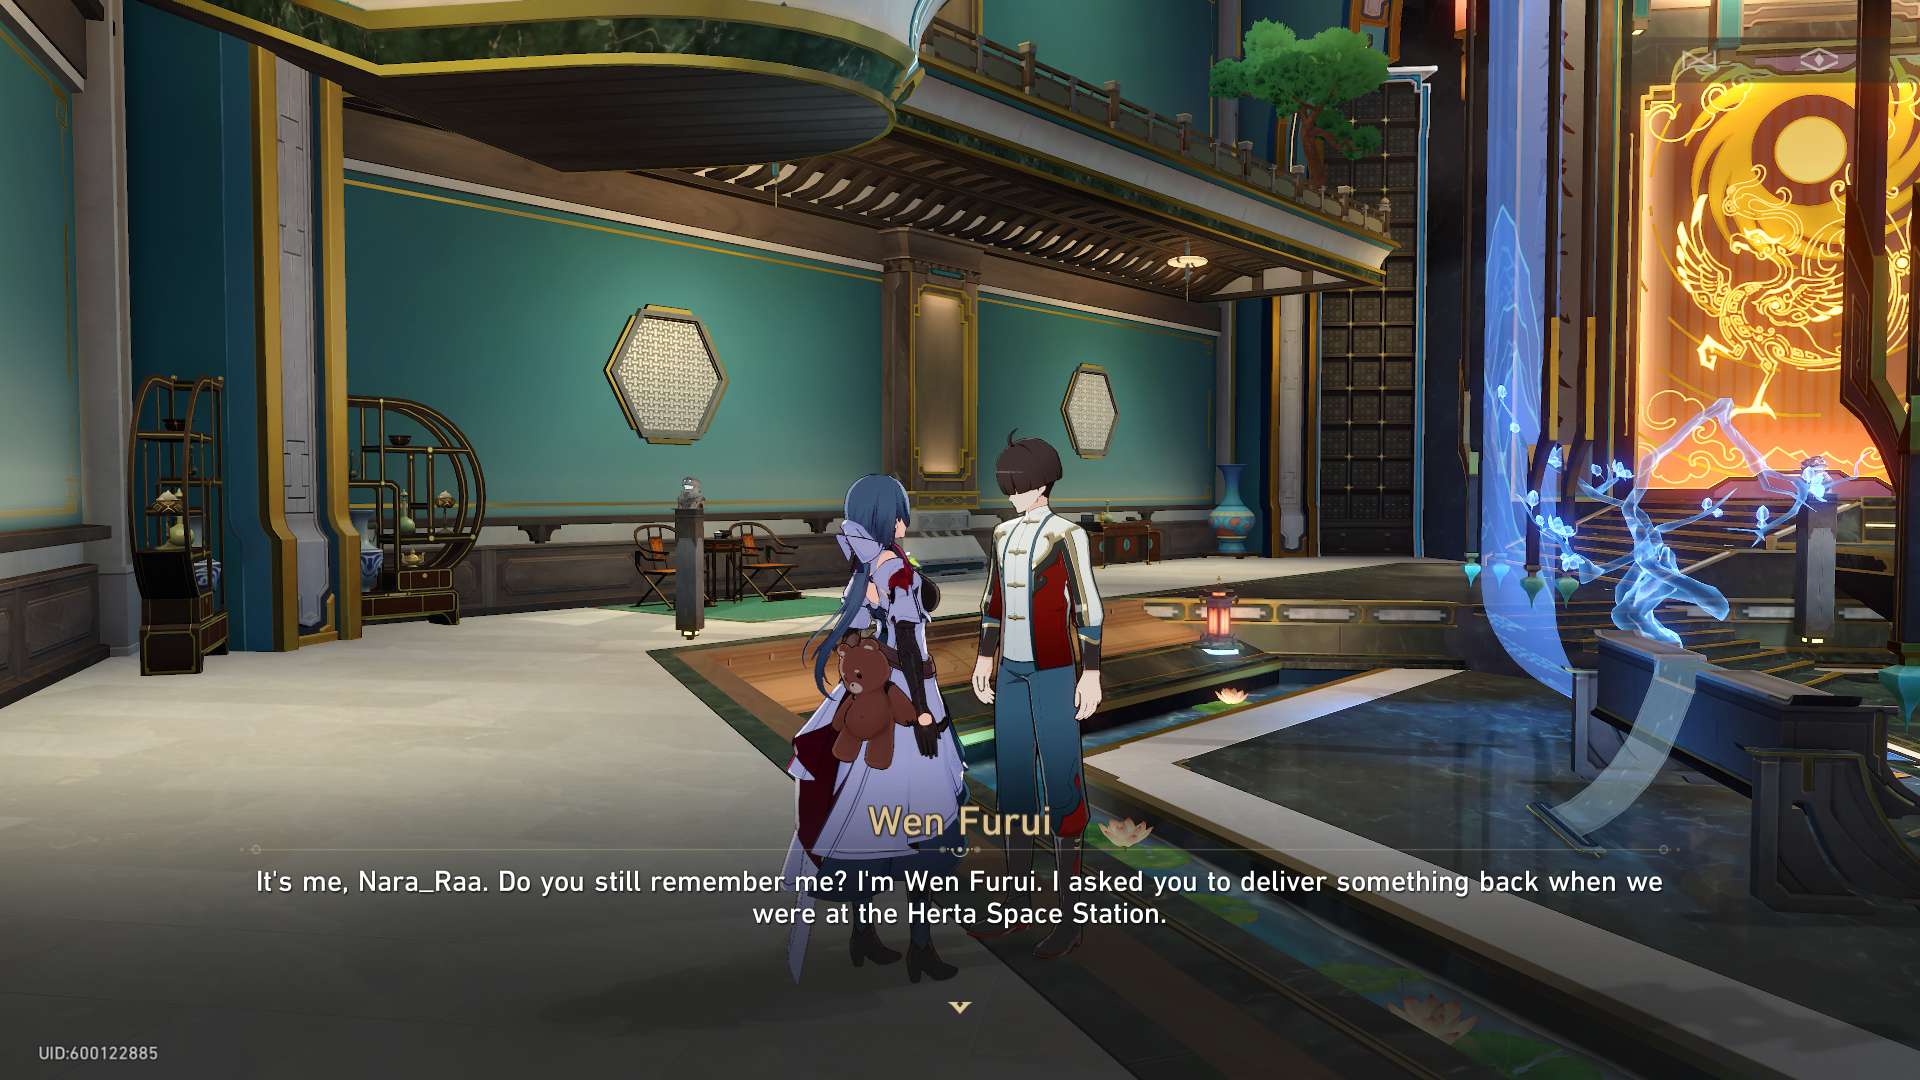 Wen Furui
It's me, Nara_Raa. Do you still remember me? I'm Wen Furui. I asked you to deliver something back when we
were at the Herta Space Station.
UID:600122885